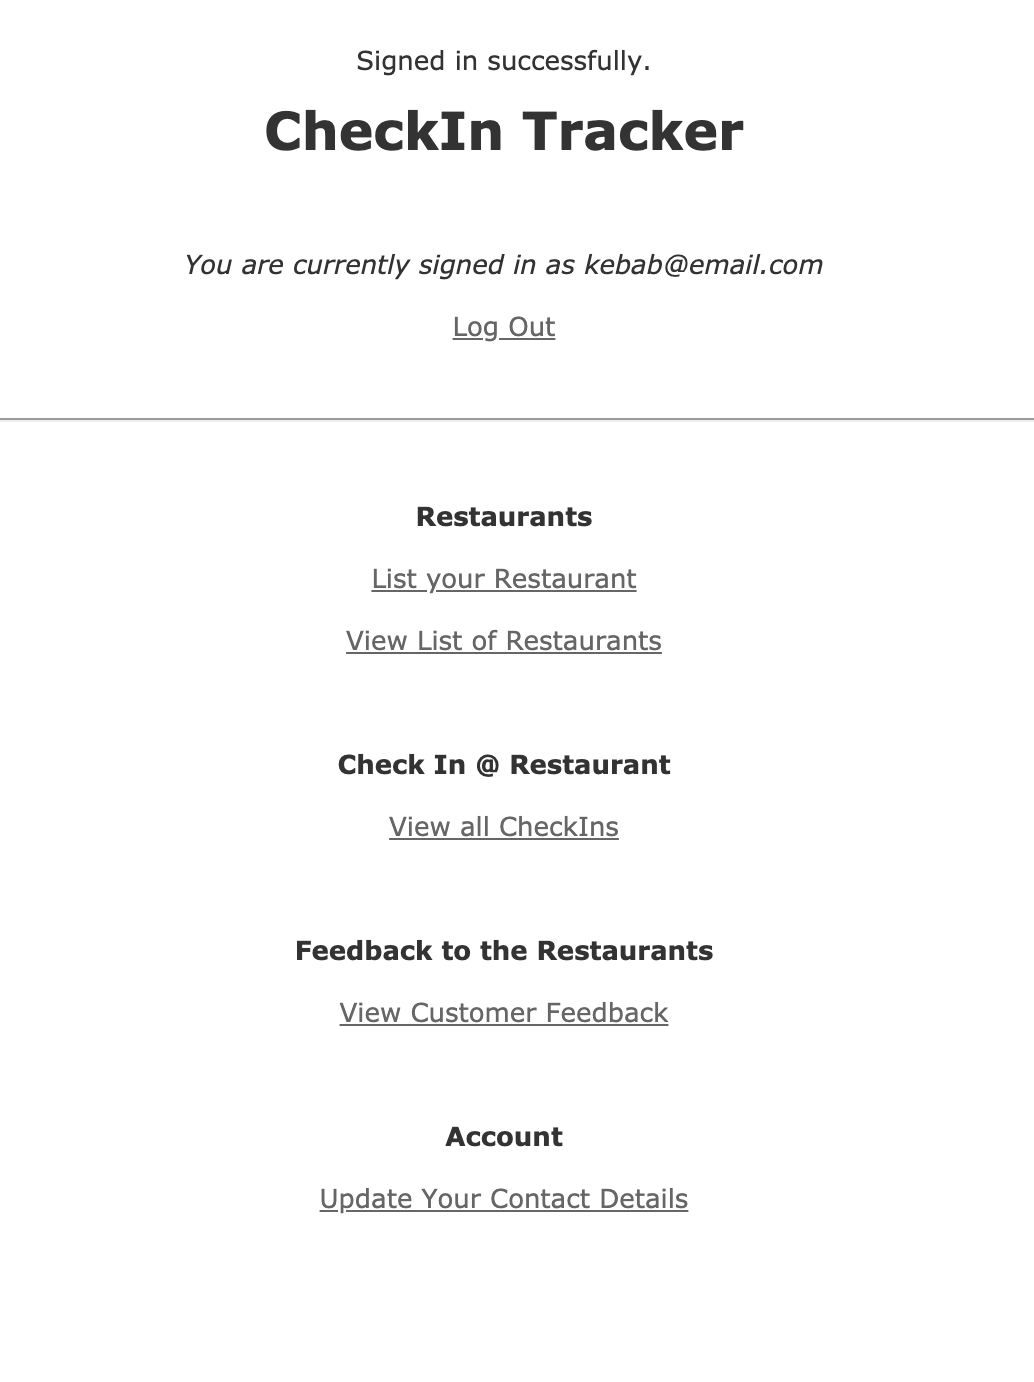 Signed in successfully.
CheckIn Tracker
You are currently signed in as kebab@email.com
Log Out
Restaurants
List your Restaurant
View List of Restaurants
Check In @ Restaurant
View all CheckIns
Feedback to the Restaurants
View Customer Feedback
Account
Update Your Contact Details